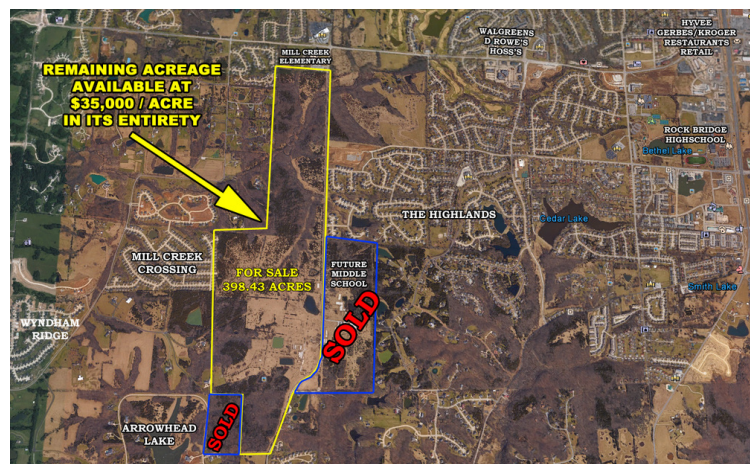 MILL CREEK
ELEMENTARY
WALGREENS
D.ROWE'S
HOSS'S
HYVEE
GERBES/KROGER
RESTAURANTS
RETAIL
REMAINING ACREAGE
AVAILABLE AT
$35,000 / ACRE
IN ITS ENTIRETY
ROCK BRIDGE
HIGHSCHOOL
Bethel Lake
THE HIGHLANDS
Cedar Lake
MILL CREEK
CROSSING
FOR SALE
398.43 ACRES
FUTURE
MIDDLE
SCHOOL
SOLD
Smith Lake
WYNDHAM
RIDGE
ARROWHEAD
LAKE
SOLD